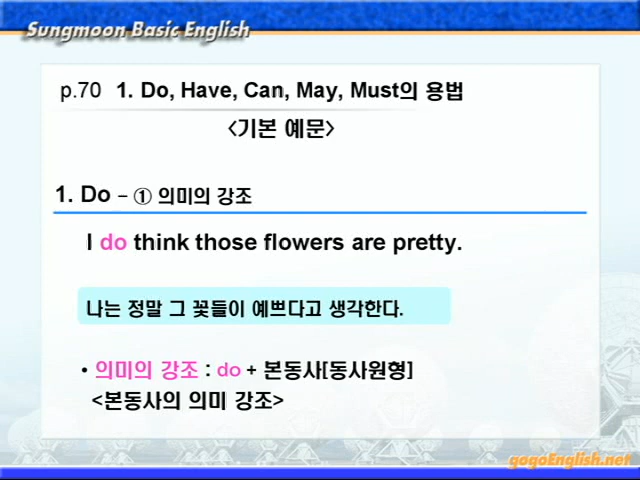 Sungmoon Basic English
p.70 1. Do, Have, Can, May, Must의 용법
<기본 예문>
1. Do – ① 의미의 강조
I do think those flowers are pretty.
나는 정말 그 꽃들이 예쁘다고 생각한다.
• 의미의 강조 : do + 본동사[동사원형]
<본동사의 의미 강조>
gogoEnglish.net